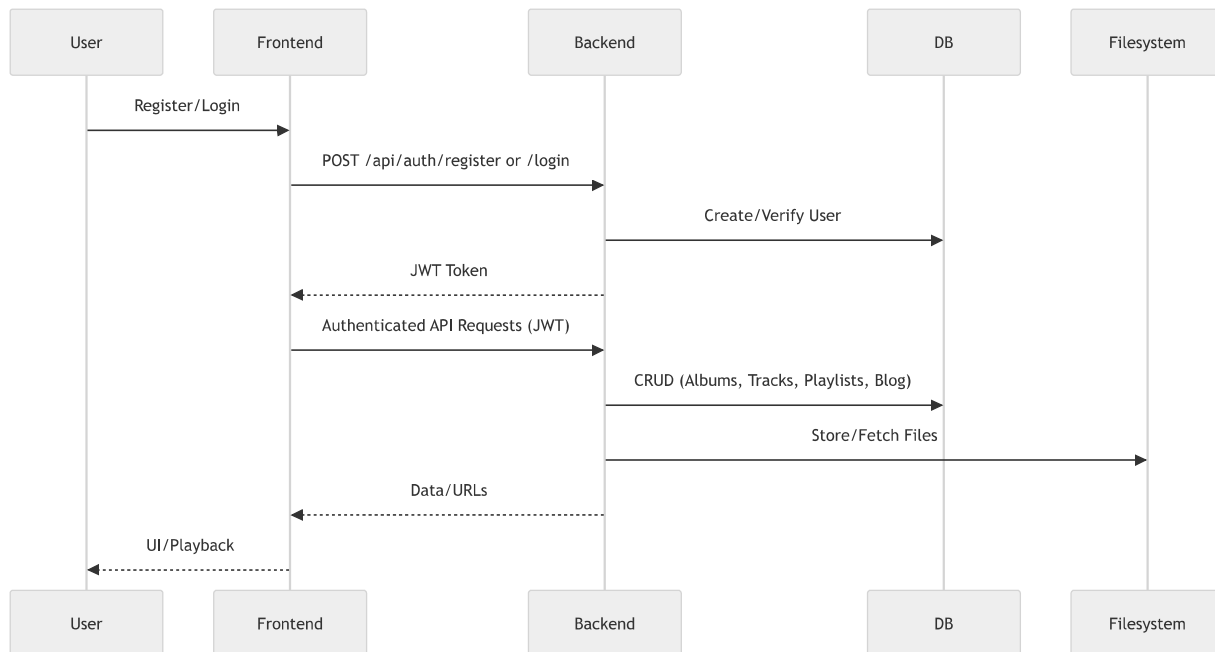 User
Frontend
Backend
DB
Filesystem
Register/Login
POST /api/auth/register or /login
Create/Verify User
JWT Token
Authenticated API Requests (JWT)
CRUD (Albums, Tracks, Playlists, Blog)
Store/Fetch Files
Data/URLs
UI/Playback
User
Frontend
Backend
DB
Filesystem